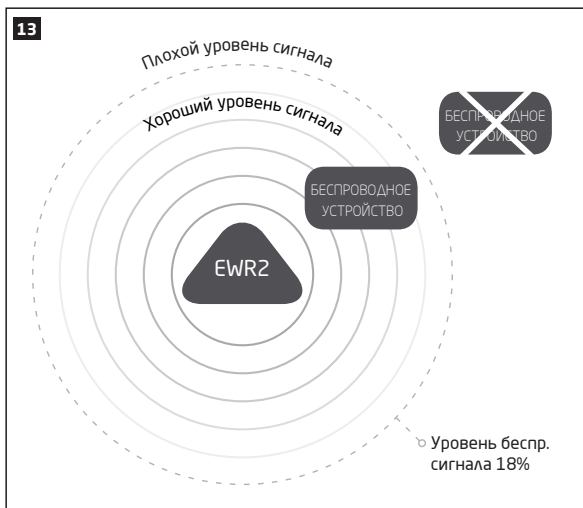 13
Плохой уровень сигнала
Хороший уровень сигнала
БЕСПРОВОДНОЕ
УСТРОЙСТВО
БЕСПРОВОДНОЕ
УСТРОЙСТВО
EWR2
Уровень беспр.
сигнала 18%